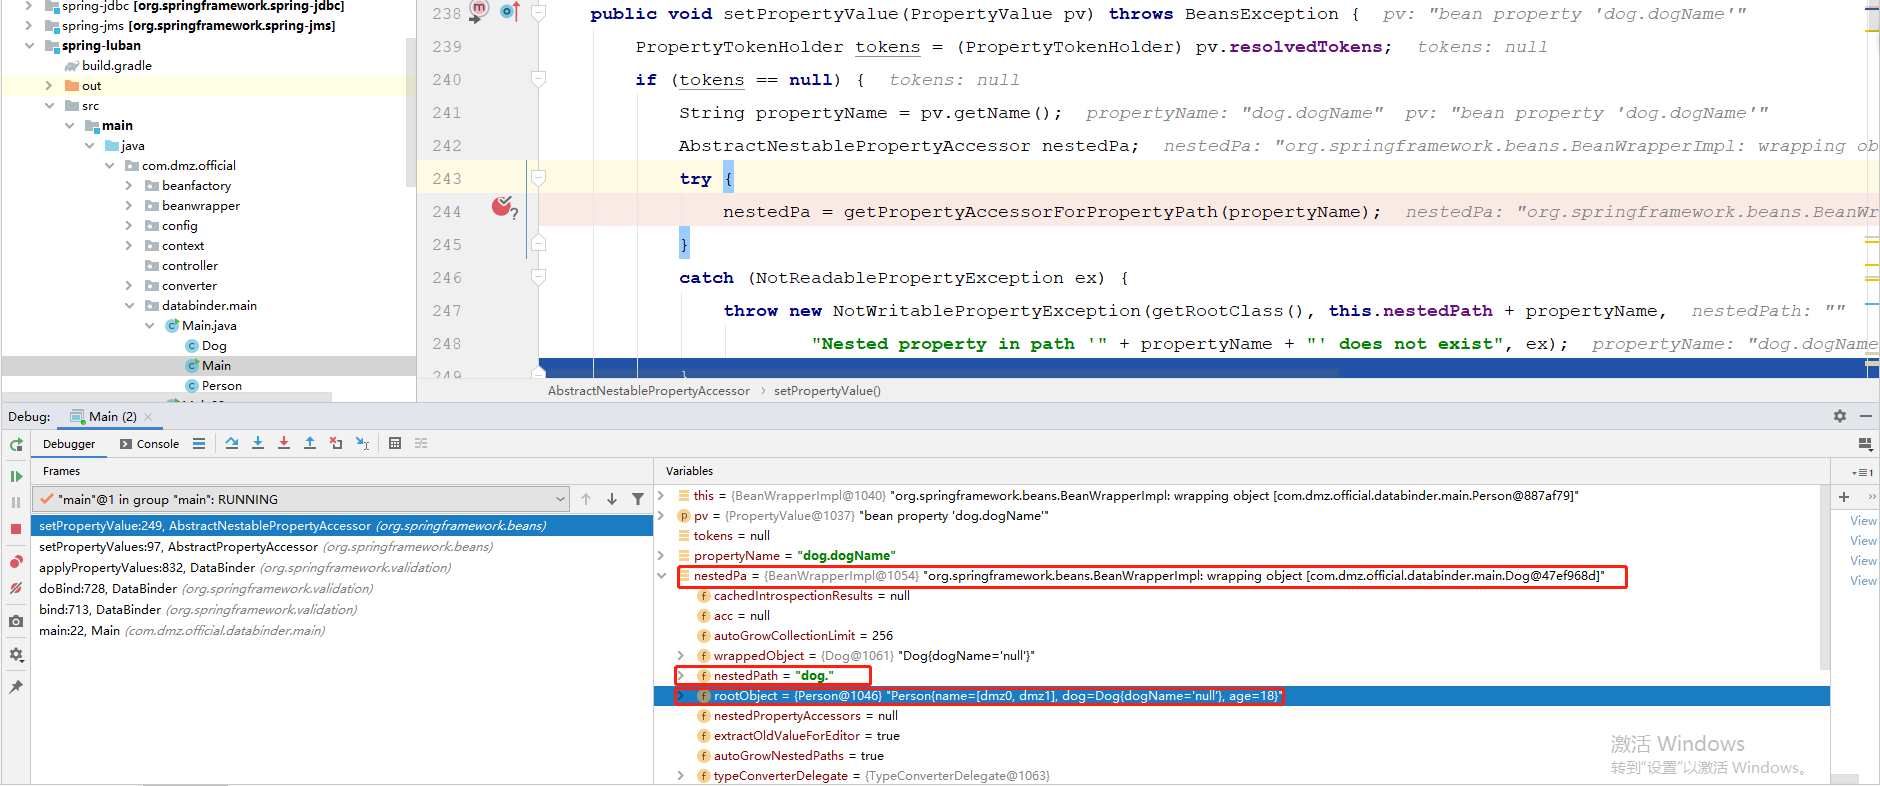 spring-jdbc [org.springframework.spring-jdbc]
spring-jms [org.springframework.spring-jms]
spring-luban
build.gradle
out
src
main
java
com.dmz.official
beanfactory
beanwrapper
config
context
controller
converter
databinder.main
Main.java
Dog
Main
Person
238 public void setPropertyValue(PropertyValue pv) throws BeansException { pv: "bean property 'dog.dogName'"
239 PropertyTokenHolder tokens = (PropertyTokenHolder) pv.resolvedTokens; tokens: null
240 if (tokens == null) { tokens: null
241 String propertyName = pv.getName(); propertyName: "dog.dogName" pv: "bean property 'dog.dogName'"
242 AbstractNestablePropertyAccessor nestedPa; nestedPa: "org.springframework.beans.BeanWrapperImpl: wrapping ob
243 try {
244 nestedPa = getPropertyAccessorForPropertyPath(propertyName); nestedPa: "org.springframework.beans.BeanWr
245 }
246 catch (NotReadablePropertyException ex) {
247 throw new NotWritablePropertyException(getRootClass(), this.nestedPath + propertyName, nestedPath: ""
248 "Nested property in path '" + propertyName + "' does not exist", ex); propertyName: "dog.dogName
249 }
AbstractNestablePropertyAccessor › setPropertyValue()
Debug: Main (2) ×
Debugger Console
Frames
"main"@1 in group "main": RUNNING
setPropertyValue:249, AbstractNestablePropertyAccessor (org.springframework.beans)
setPropertyValues:97, AbstractPropertyAccessor (org.springframework.beans)
applyPropertyValues:832, DataBinder (org.springframework.validation)
doBind:728, DataBinder (org.springframework.validation)
bind:713, DataBinder (org.springframework.validation)
main:22, Main (com.dmz.official.databinder.main)
Variables
this = {BeanWrapperImpl@1040} "org.springframework.beans.BeanWrapperImpl: wrapping object [com.dmz.official.databinder.main.Person@887af79]"
pv = {PropertyValue@1037} "bean property 'dog.dogName'"
tokens = null
propertyName = "dog.dogName"
nestedPa = {BeanWrapperImpl@1054} "org.springframework.beans.BeanWrapperImpl: wrapping object [com.dmz.official.databinder.main.Dog@47ef968d]"
cachedIntrospectionResults = null
acc = null
autoGrowCollectionLimit = 256
wrappedObject = {Dog@1061} "Dog{dogName='null'}"
nestedPath = "dog."
rootObject = {Person@1046} "Person{name=[dmz0, dmz1], dog=Dog{dogName='null'}, age=18}"
nestedPropertyAccessors = null
extractOldValueForEditor = true
autoGrowNestedPaths = true
typeConverterDelegate = {TypeConverterDelegate@1063}
1
View
View
View
View
激活 Windows
转到"设置"以激活 Windows。